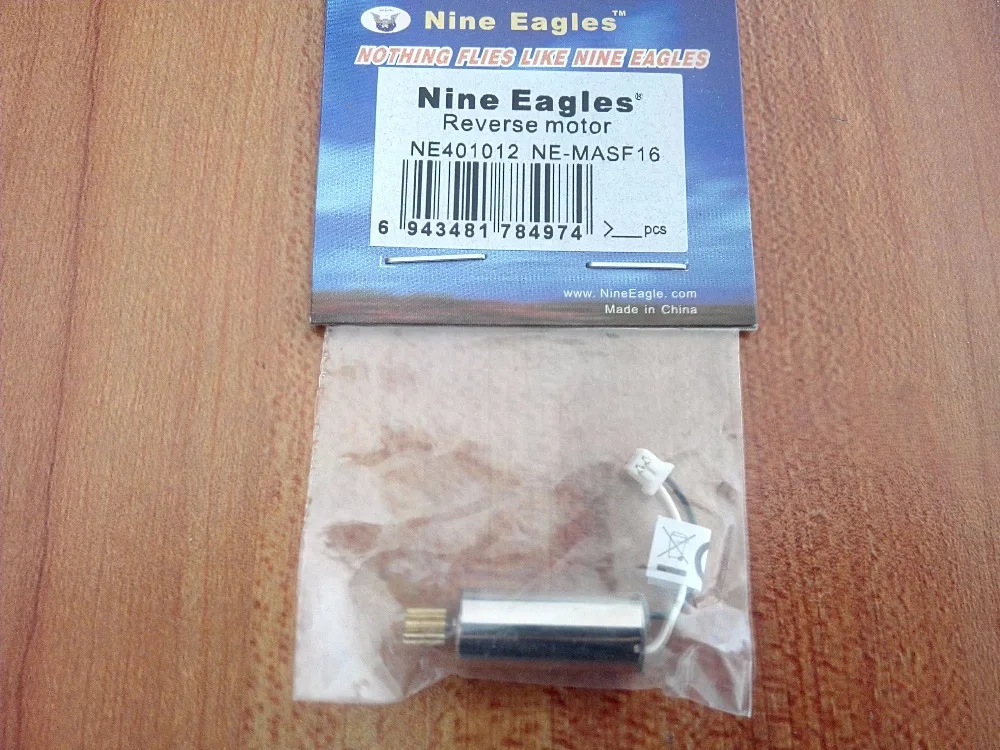 Nine Eagles™
NOTHING FLIES LIKE NINE EAGLES
Nine Eagles®
Reverse motor
NE401012 NE-MASF16
6 943481 784974 >___pcs
www. NineEagle. com
Made in China